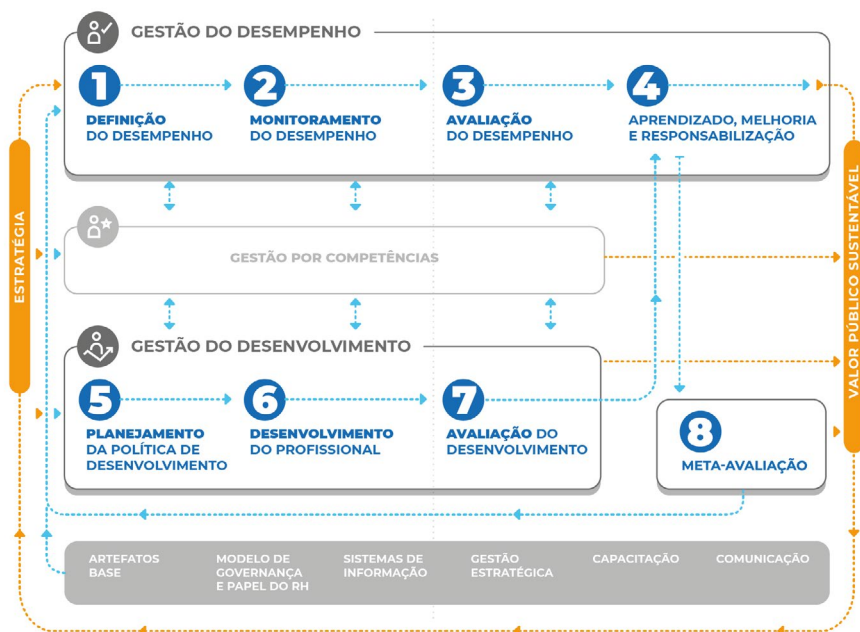 GESTÃO DO DESEMPENHO
1
DEFINIÇÃO
DO DESEMPENHO
2
MONITORAMENTO
DO DESEMPENHO
3
AVALIAÇÃO
DO DESEMPENHO
4
APRENDIZADO, MELHORIA
E RESPONSABILIZAÇÃO
ESTRATÉGIA
VALOR PÚBLICO SUSTENTÁVEL
GESTÃO POR COMPETÊNCIAS
GESTÃO DO DESENVOLVIMENTO
5
PLANEJAMENTO
DA POLÍTICA DE
DESENVOLVIMENTO
6
DESENVOLVIMENTO
DO PROFISSIONAL
7
AVALIAÇÃO DO
DESENVOLVIMENTO
8
META-AVALIAÇÃO
ARTEFATOS
BASE
MODELO DE
GOVERNANÇA
E PAPEL DO RH
SISTEMAS DE
INFORMAÇÃO
GESTÃO
ESTRATÉGICA
CAPACITAÇÃO
COMUNICAÇÃO